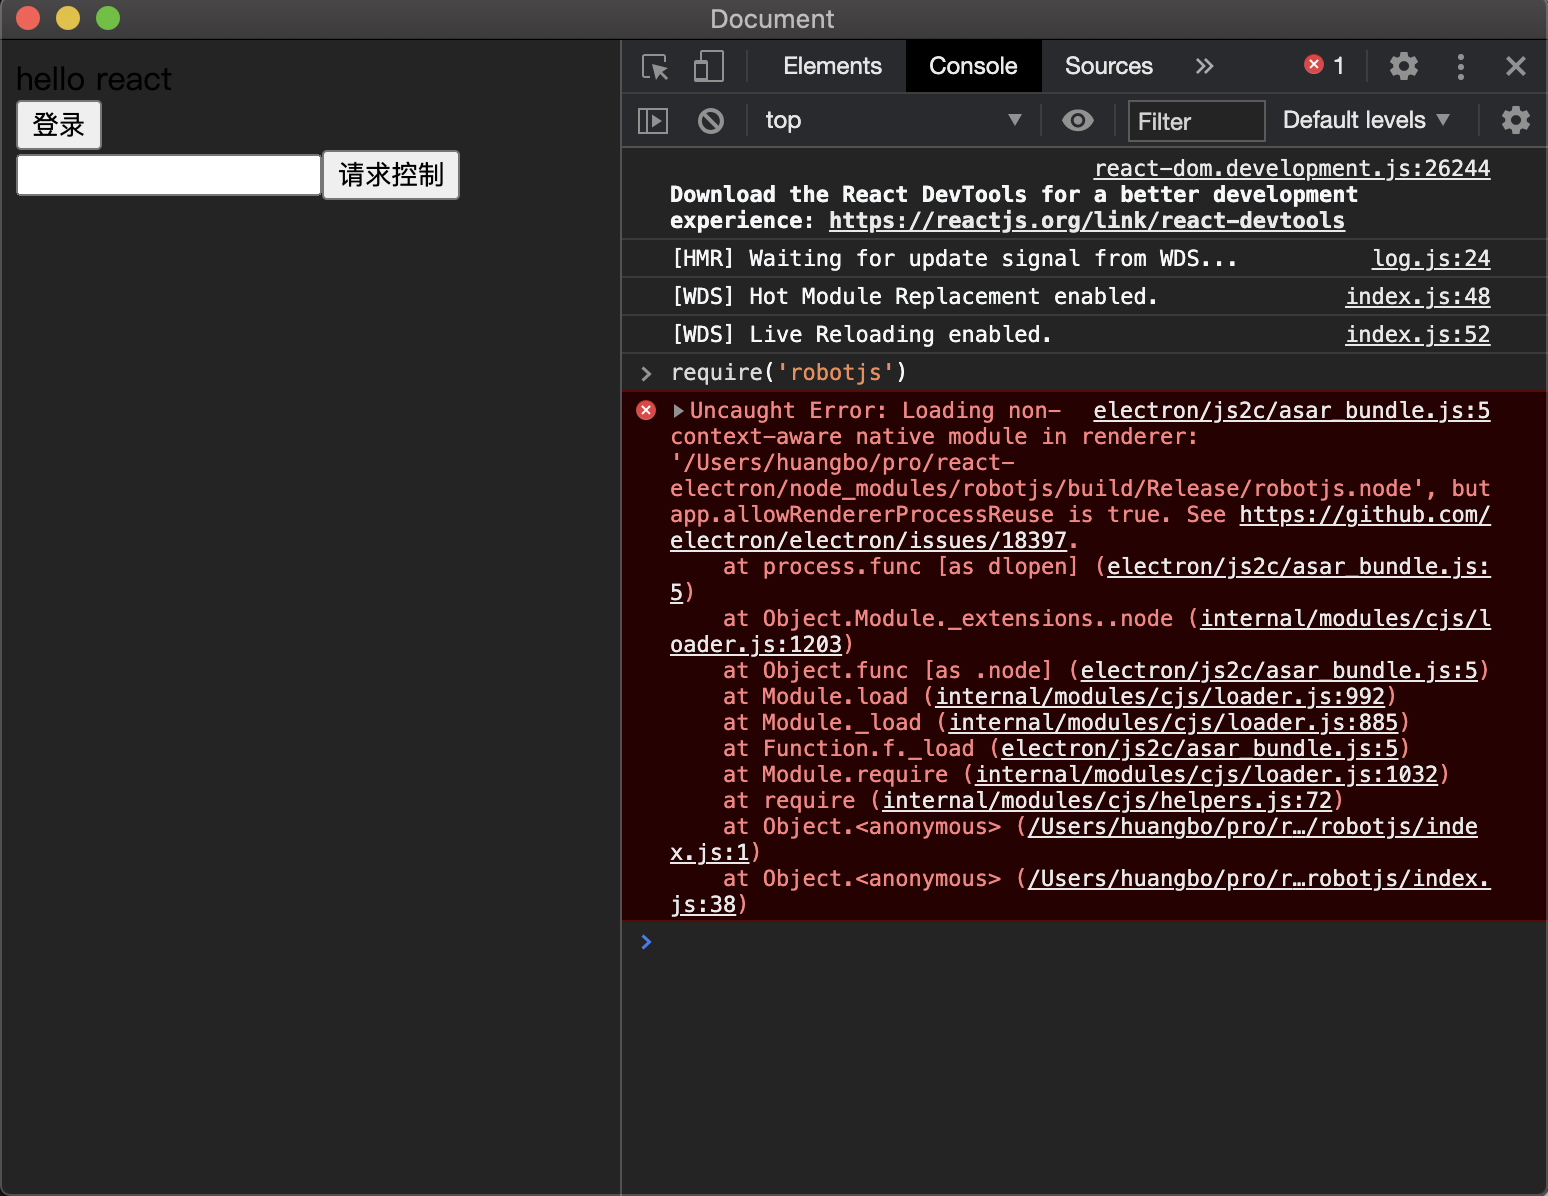 Document
hello react
登录
请求控制
Elements Console Sources 1
top Filter Default levels
react-dom.development.js:26244
Download the React DevTools for a better development
experience: https://reactjs.org/link/react-devtools
[HMR] Waiting for update signal from WDS... log.js:24
[WDS] Hot Module Replacement enabled. index.js:48
[WDS] Live Reloading enabled. index.js:52
require('robotjs')
Uncaught Error: Loading non- electron/js2c/asar_bundle.js:5
context-aware native module in renderer:
'/Users/huangbo/pro/react-
electron/node_modules/robotjs/build/Release/robotjs.node', but
app.allowRendererProcessReuse is true. See https://github.com/
electron/electron/issues/18397.
at process.func [as dlopen] (electron/js2c/asar_bundle.js:
5)
at Object.Module._extensions..node (internal/modules/cjs/l
oader.js:1203)
at Object.func [as .node] (electron/js2c/asar_bundle.js:5)
at Module.load (internal/modules/cjs/loader.js:992)
at Module._load (internal/modules/cjs/loader.js:885)
at Function.f._load (electron/js2c/asar_bundle.js:5)
at Module.require (internal/modules/cjs/loader.js:1032)
at require (internal/modules/cjs/helpers.js:72)
at Object.<anonymous> (/Users/huangbo/pro/r…/robotjs/inde
x.js:1)
at Object.<anonymous> (/Users/huangbo/pro/r…robotjs/index.
js:38)